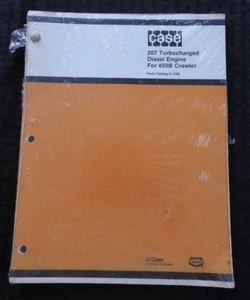 case
207 Turbocharged
Diesel Engine
For 450B Crawler
J I Case